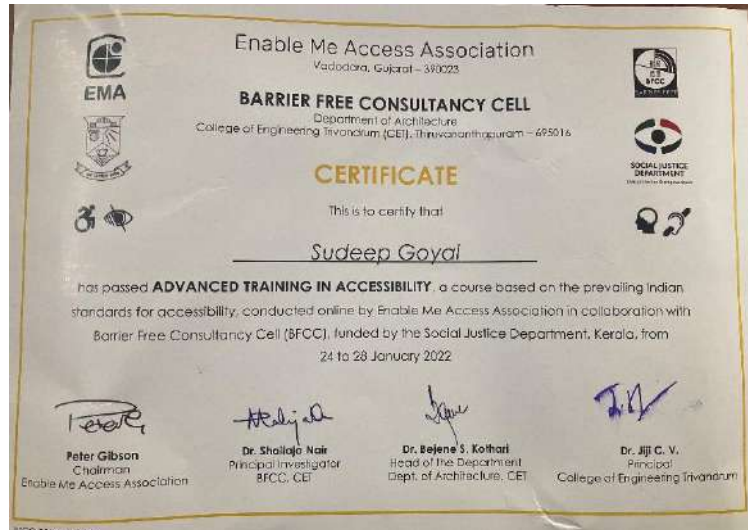 Enable Me Access Association
Vadodara, Gujarat – 390023
EMA
BARRIER FREE CONSULTANCY CELL
Department of Architecture
College of Engineering Trivandrum (CET), Thiruvananthapuram – 695016
BFCC
SOCIAL JUSTICE
DEPARTMENT
CERTIFICATE
This is to certify that
Sudeep Goyal
has passed ADVANCED TRAINING IN ACCESSIBILITY, a course based on the prevailing Indian
standards for accessibility, conducted online by Enable Me Access Association in collaboration with
Barrier Free Consultancy Cell (BFCC), funded by the Social Justice Department, Kerala, from
24 to 28 January 2022
Peter Gibson
Chairman
Enable Me Access Association
Dr. Shailaja Nair
Principal Investigator
BFCC, CET
Dr. Bejene S. Kothari
Head of the Department
Dept. of Architecture, CET
Dr. Jiji C. V.
Principal
College of Engineering Trivandrum